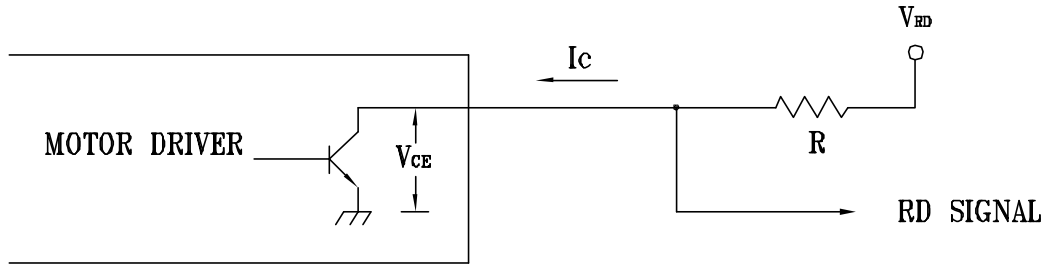 V_RD
Ic
MOTOR DRIVER
V_CE
R
RD SIGNAL